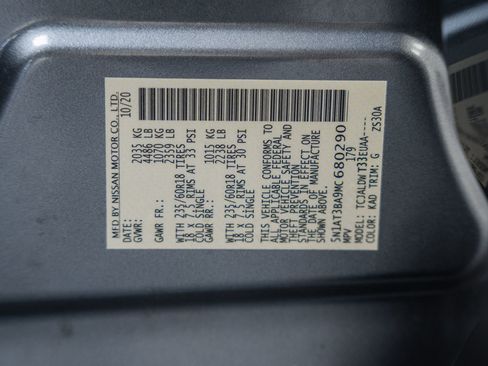 MFD BY NISSAN MOTOR CO., LTD.
DATE: 10/20
GVWR: 2035 KG
4486 LB
GAWR FR.: 1070 KG
2359 LB
WITH 235/60R18 TIRES
18 X 7.5 RIMS AT 33 PSI
COLD SINGLE
GAWR RR.: 1015 KG
2238 LB
WITH 235/60R18 TIRES
18 X 7.5 RIMS AT 30 PSI
COLD SINGLE
THIS VEHICLE CONFORMS TO
ALL APPLICABLE FEDERAL
MOTOR VEHICLE SAFETY AND
THEFT PREVENTION
STANDARDS IN EFFECT ON
THE DATE OF MANUFACTURE
SHOWN ABOVE.
5N1AT3BA9MC680290
MPV 179
TYPE: TCJALDWT33EUAA----
COLOR: KAD TRIM: G ZS30A